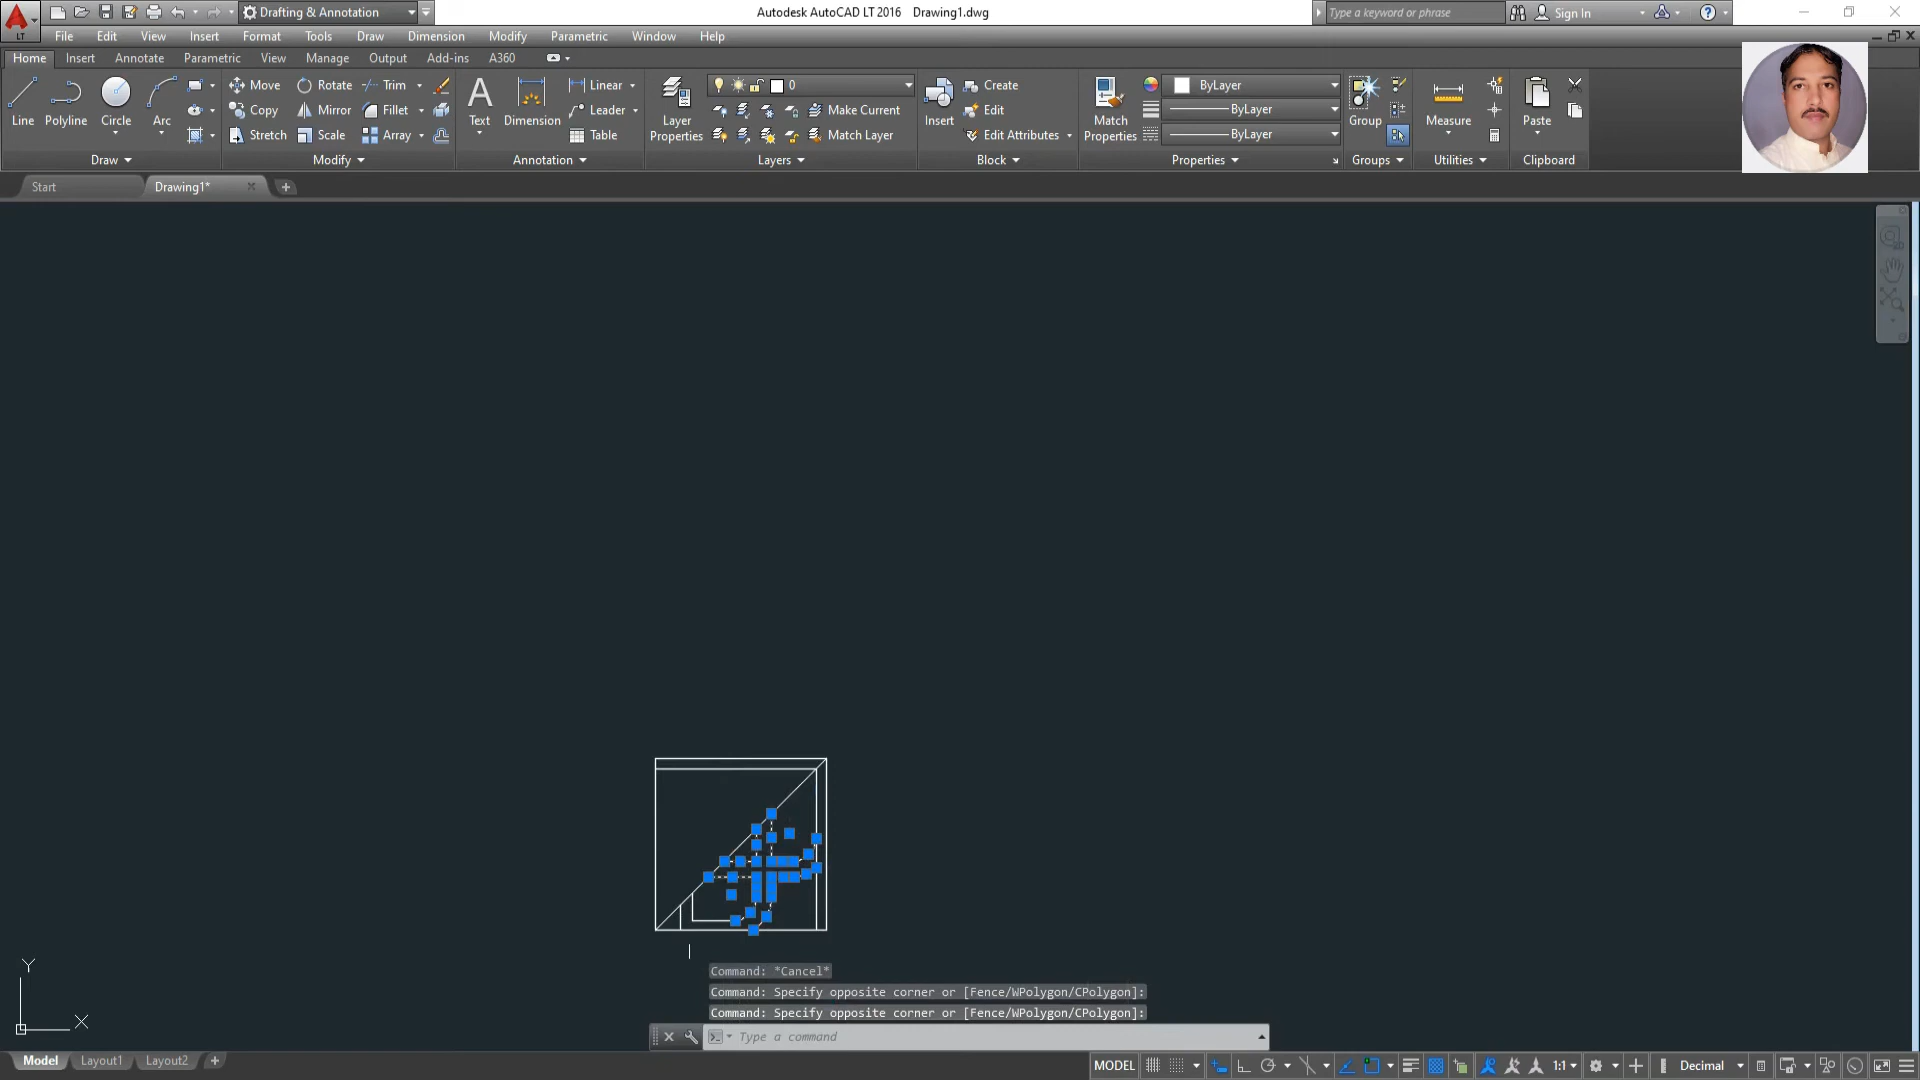 Drafting & Annotation
Autodesk AutoCAD LT 2016 Drawing1.dwg
Type a keyword or phrase
Sign In
LT
File Edit View Insert Format Tools Draw Dimension Modify Parametric Window Help
Home Insert Annotate Parametric View Manage Output Add-ins A360
Line Polyline Circle Arc
Move Rotate Trim
Copy Mirror Fillet
Stretch Scale Array
Text Dimension
Linear
Leader
Table
Layer Properties
0
Make Current
Match Layer
Insert
Create
Edit
Edit Attributes
Match Properties
ByLayer
ByLayer
ByLayer
Group
Measure
Paste
Draw Modify Annotation Layers Block Properties Groups Utilities Clipboard
Start Drawing1*
Y
X
Command: *Cancel*
Command: Specify opposite corner or [Fence/WPolygon/CPolygon]:
Command: Specify opposite corner or [Fence/WPolygon/CPolygon]:
Type a command
Model Layout1 Layout2
MODEL 1:1 Decimal